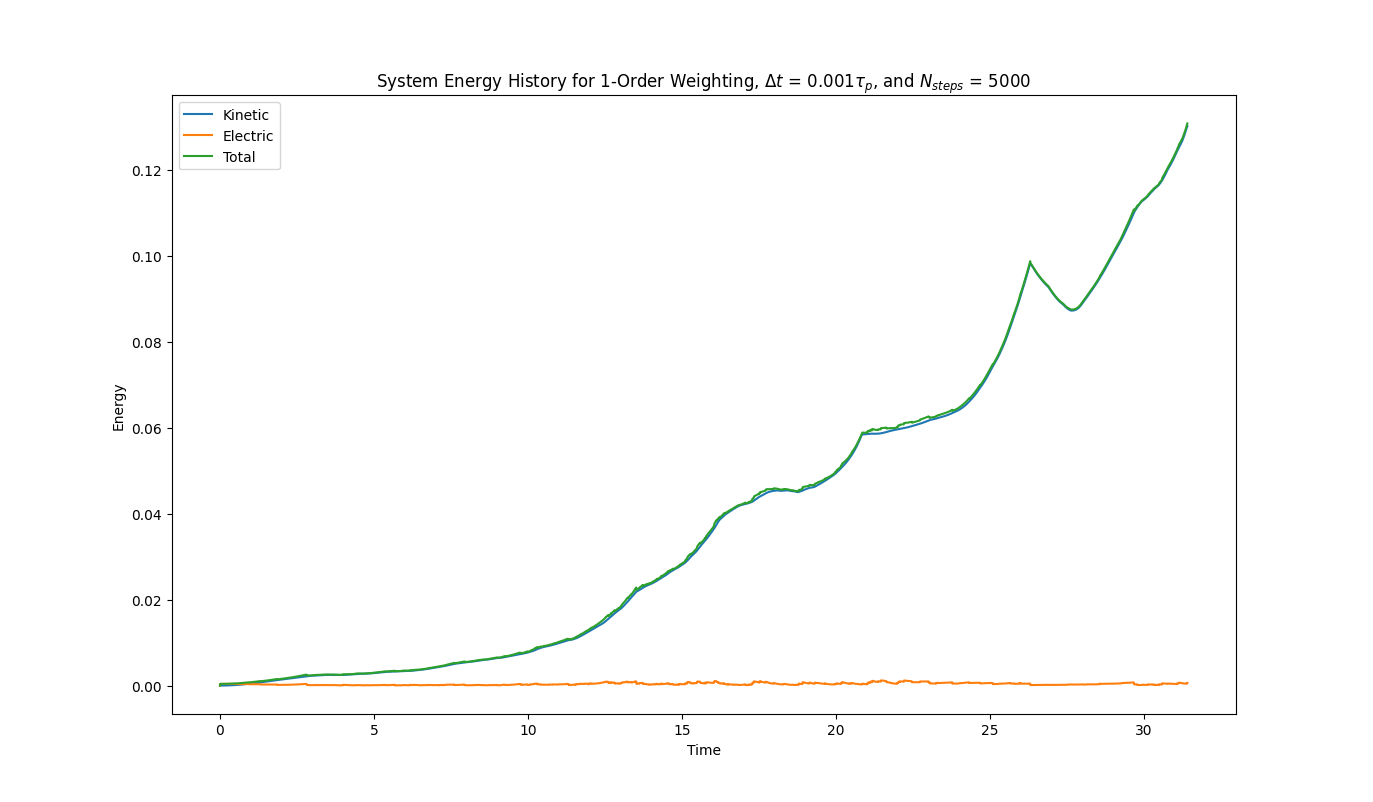 System Energy History for 1-Order Weighting, Δt = 0.001τp, and Nsteps = 5000
Kinetic
Electric
Total
0.12
0.10
0.08
0.06
0.04
0.02
0.00
Energy
0 5 10 15 20 25 30
Time